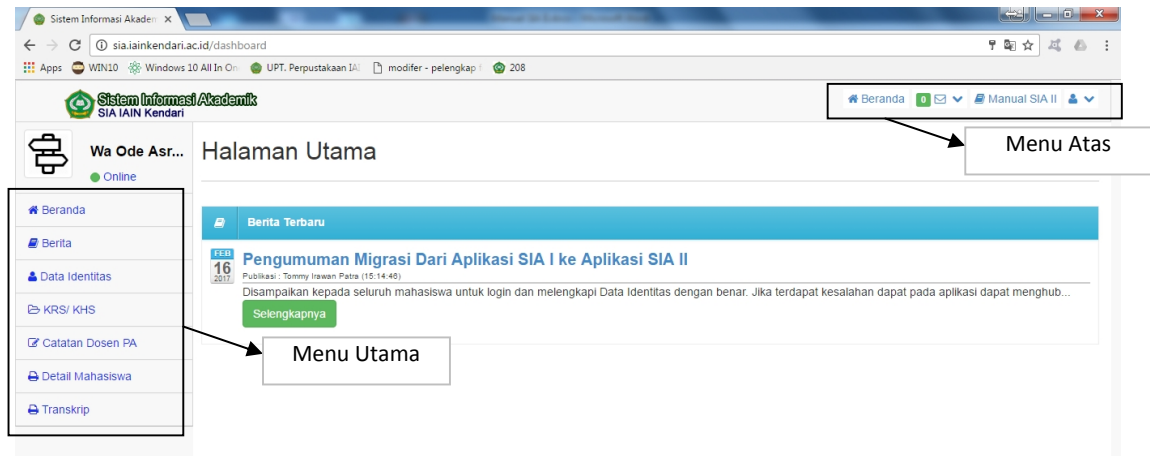 Sistem Informasi Akadem
sia.iainkendari.ac.id/dashboard
Apps WIN10 Windows 10 All In On UPT. Perpustakaan IAI modifer - pelengkap f 208
Sistem Informasi Akademik
SIA IAIN Kendari
Beranda 0 Manual SIA II
Menu Atas
Wa Ode Asr...
Online
Halaman Utama
Beranda
Berita
Data Identitas
KRS/ KHS
Catatan Dosen PA
Detail Mahasiswa
Transkrip
Menu Utama
Berita Terbaru
FEB
16
2017
Pengumuman Migrasi Dari Aplikasi SIA I ke Aplikasi SIA II
Publikasi : Tommy Irawan Patra (15:14:46)
Disampaikan kepada seluruh mahasiswa untuk login dan melengkapi Data Identitas dengan benar. Jika terdapat kesalahan dapat pada aplikasi dapat menghub...
Selengkapnya